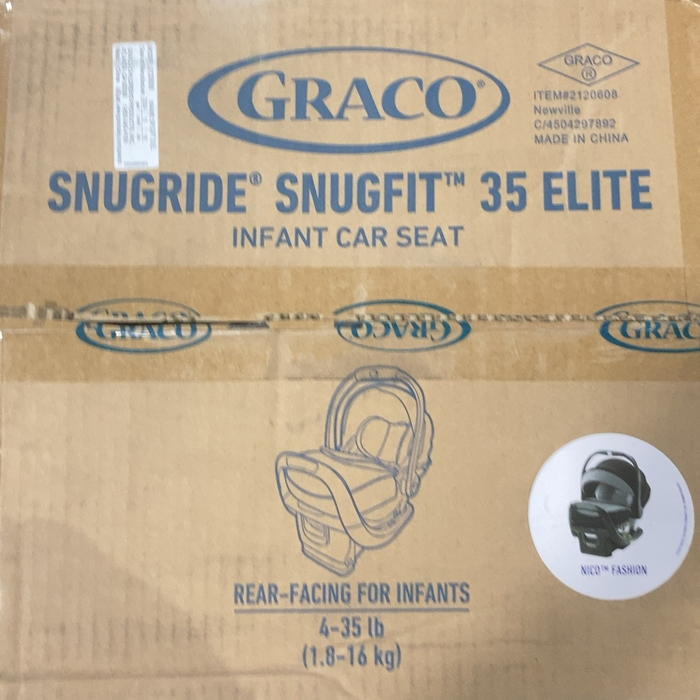 GRACO®
GRACO
®
ITEM#2120608
Newville
C/4504297892
MADE IN CHINA
SNUGRIDE® SNUGFIT™ 35 ELITE
INFANT CAR SEAT
GRACO
GRACO
GRAC
NICO™ FASHION
REAR-FACING FOR INFANTS
4-35 lb
(1.8-16 kg)